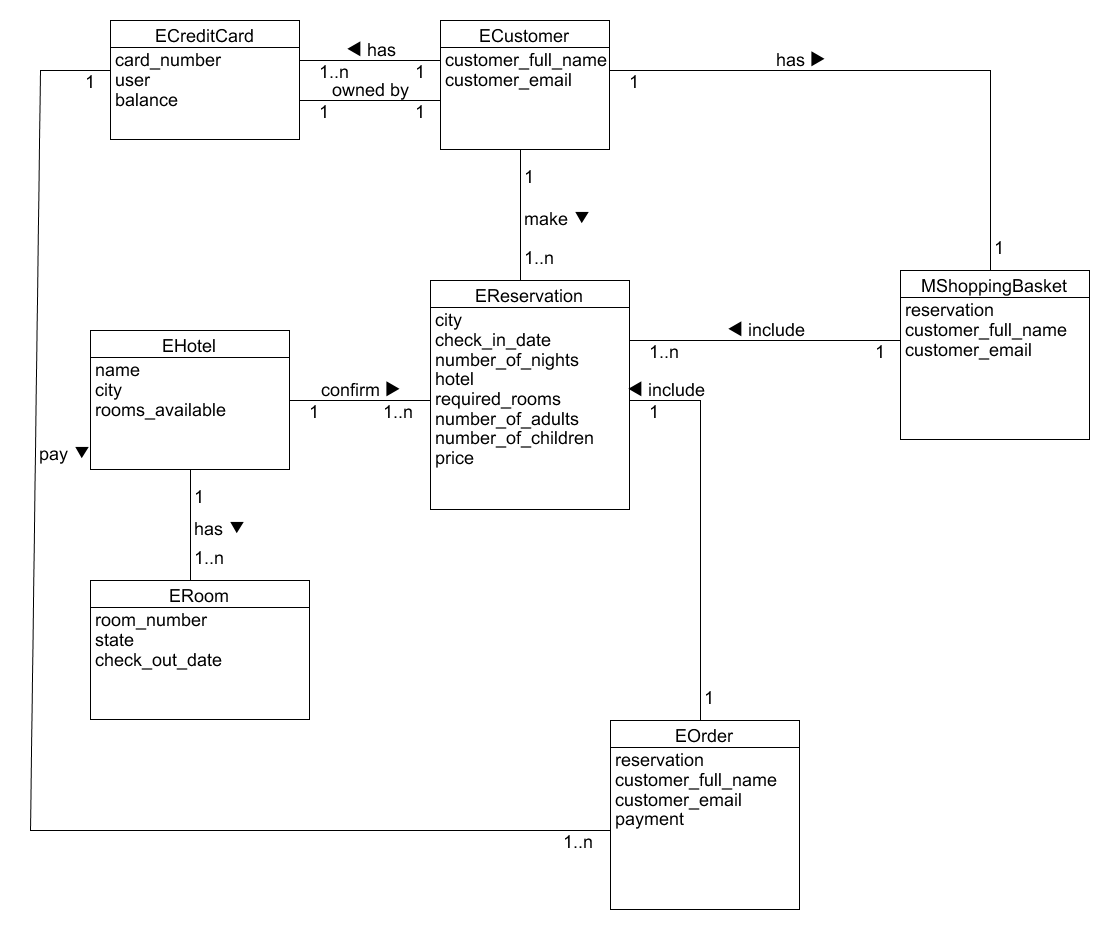 ECreditCard
card_number
user
balance
◀ has
1..n
1
owned by
1
1
ECustomer
customer_full_name
customer_email
has ▶
1
1
1
1
make ▼
1..n
MShoppingBasket
reservation
customer_full_name
customer_email
EReservation
city
check_in_date
number_of_nights
hotel
required_rooms
number_of_adults
number_of_children
price
◀ include
1..n
1
◀ include
1
1
EHotel
name
city
rooms_available
confirm ▶
1
1..n
pay ▼
1
has ▼
1..n
ERoom
room_number
state
check_out_date
EOrder
reservation
customer_full_name
customer_email
payment
1..n